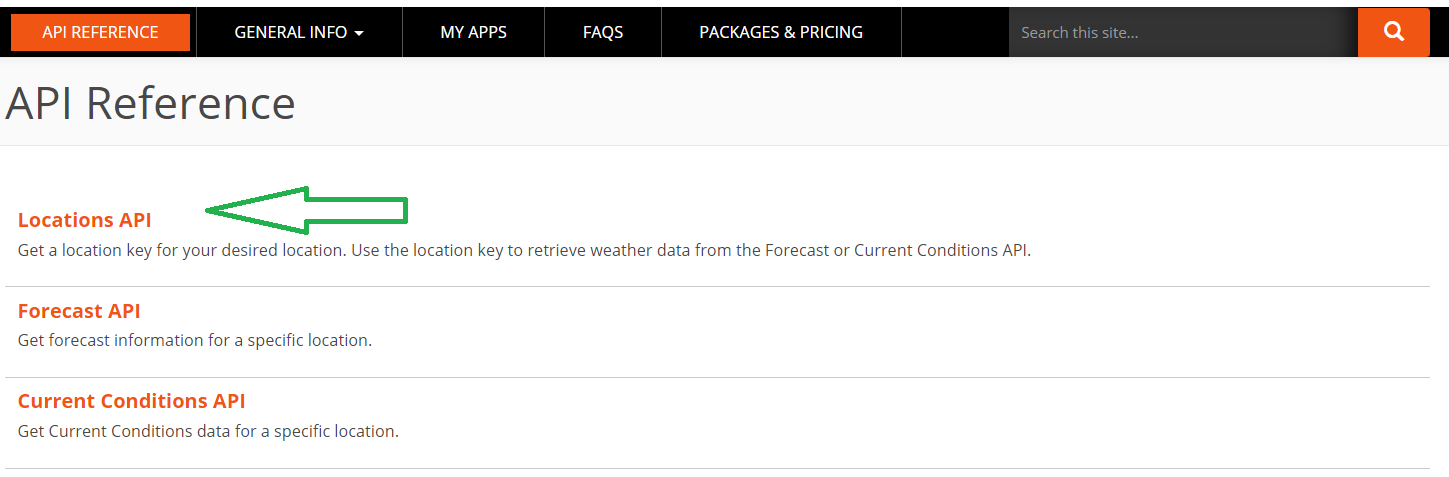 API REFERENCE GENERAL INFO MY APPS FAQS PACKAGES & PRICING Search this site...
API Reference
Locations API
Get a location key for your desired location. Use the location key to retrieve weather data from the Forecast or Current Conditions API.
Forecast API
Get forecast information for a specific location.
Current Conditions API
Get Current Conditions data for a specific location.